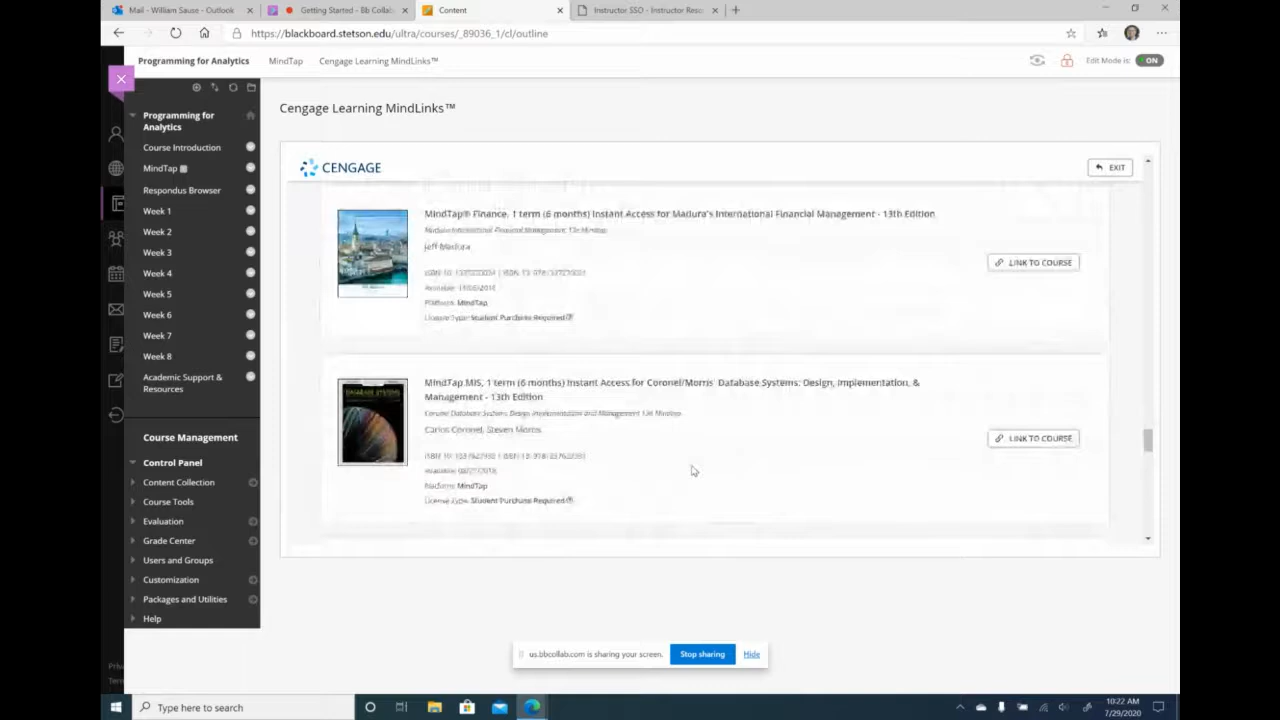 Mail - William Sause - Outlook
Getting Started - Bb Collab
Content
Instructor SSO - Instructor Reso
https://blackboard.stetson.edu/ultra/courses/_89036_1/cl/outline
Programming for Analytics
MindTap
Cengage Learning MindLinks™
Edit Mode is:
ON
Programming for
Analytics
Course Introduction
MindTap
Respondus Browser
Week 1
Week 2
Week 3
Week 4
Week 5
Week 6
Week 7
Week 8
Academic Support &
Resources
Course Management
Control Panel
Content Collection
Course Tools
Evaluation
Grade Center
Users and Groups
Customization
Packages and Utilities
Help
Cengage Learning MindLinks™
CENGAGE
EXIT
MindTap® Finance, 1 term (6 months) Instant Access for Madura's International Financial Management - 13th Edition
Jeff Madura
Platform: MindTap
License Type: Student Purchase Required
LINK TO COURSE
MindTap MIS, 1 term (6 months) Instant Access for Coronel/Morris' Database Systems: Design, Implementation, &
Management - 13th Edition
Carlos Coronel, Steven Morris
Platform: MindTap
License Type: Student Purchase Required
LINK TO COURSE
us.bbcollab.com is sharing your screen.
Stop sharing
Hide
Type here to search
10:22 AM
7/29/2020